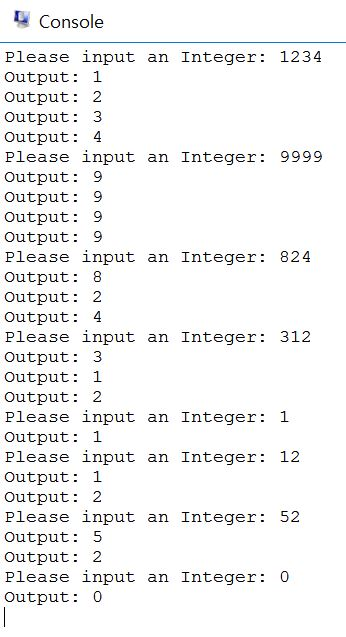 Console
Please input an Integer: 1234
Output: 1
Output: 2
Output: 3
Output: 4
Please input an Integer: 9999
Output: 9
Output: 9
Output: 9
Output: 9
Please input an Integer: 824
Output: 8
Output: 2
Output: 4
Please input an Integer: 312
Output: 3
Output: 1
Output: 2
Please input an Integer: 1
Output: 1
Please input an Integer: 12
Output: 1
Output: 2
Please input an Integer: 52
Output: 5
Output: 2
Please input an Integer: 0
Output: 0